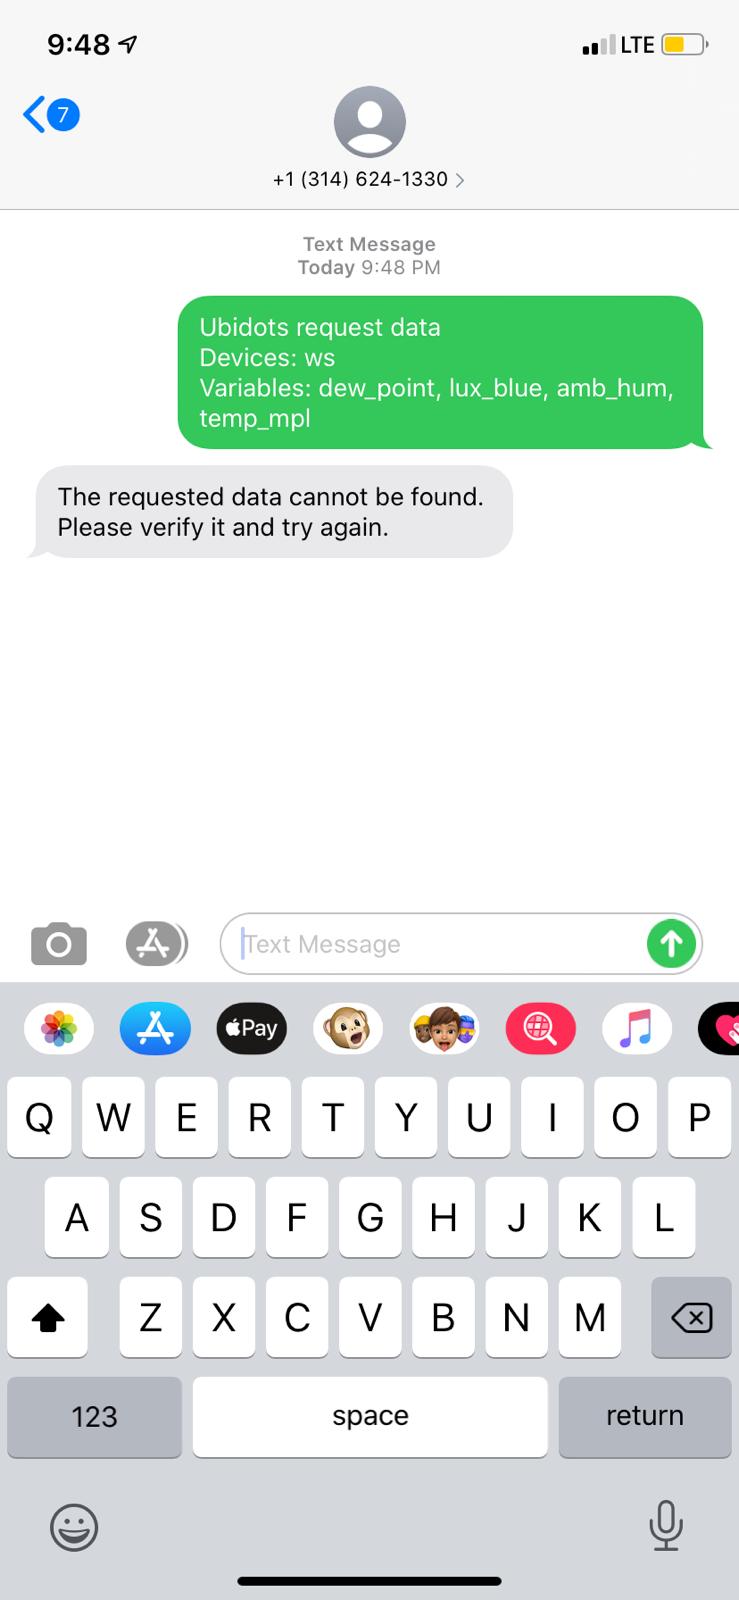 9:48
LTE
7
+1 (314) 624-1330
Text Message
Today 9:48 PM
Ubidots request data
Devices: ws
Variables: dew_point, lux_blue, amb_hum,
temp_mpl
The requested data cannot be found.
Please verify it and try again.
Text Message
Pay
Q W E R T Y U I O P
A S D F G H J K L
Z X C V B N M
123 space return